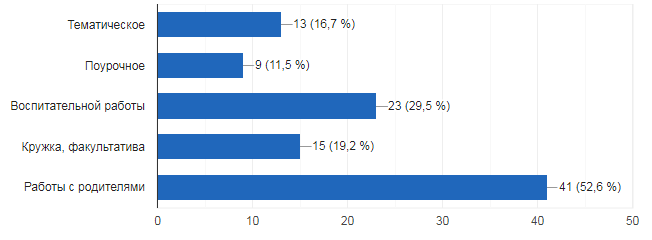 Тематическое 13 (16,7 %)
Поурочное 9 (11,5 %)
Воспитательной работы 23 (29,5 %)
Кружка, факультатива 15 (19,2 %)
Работы с родителями 41 (52,6 %)
0 10 20 30 40 50